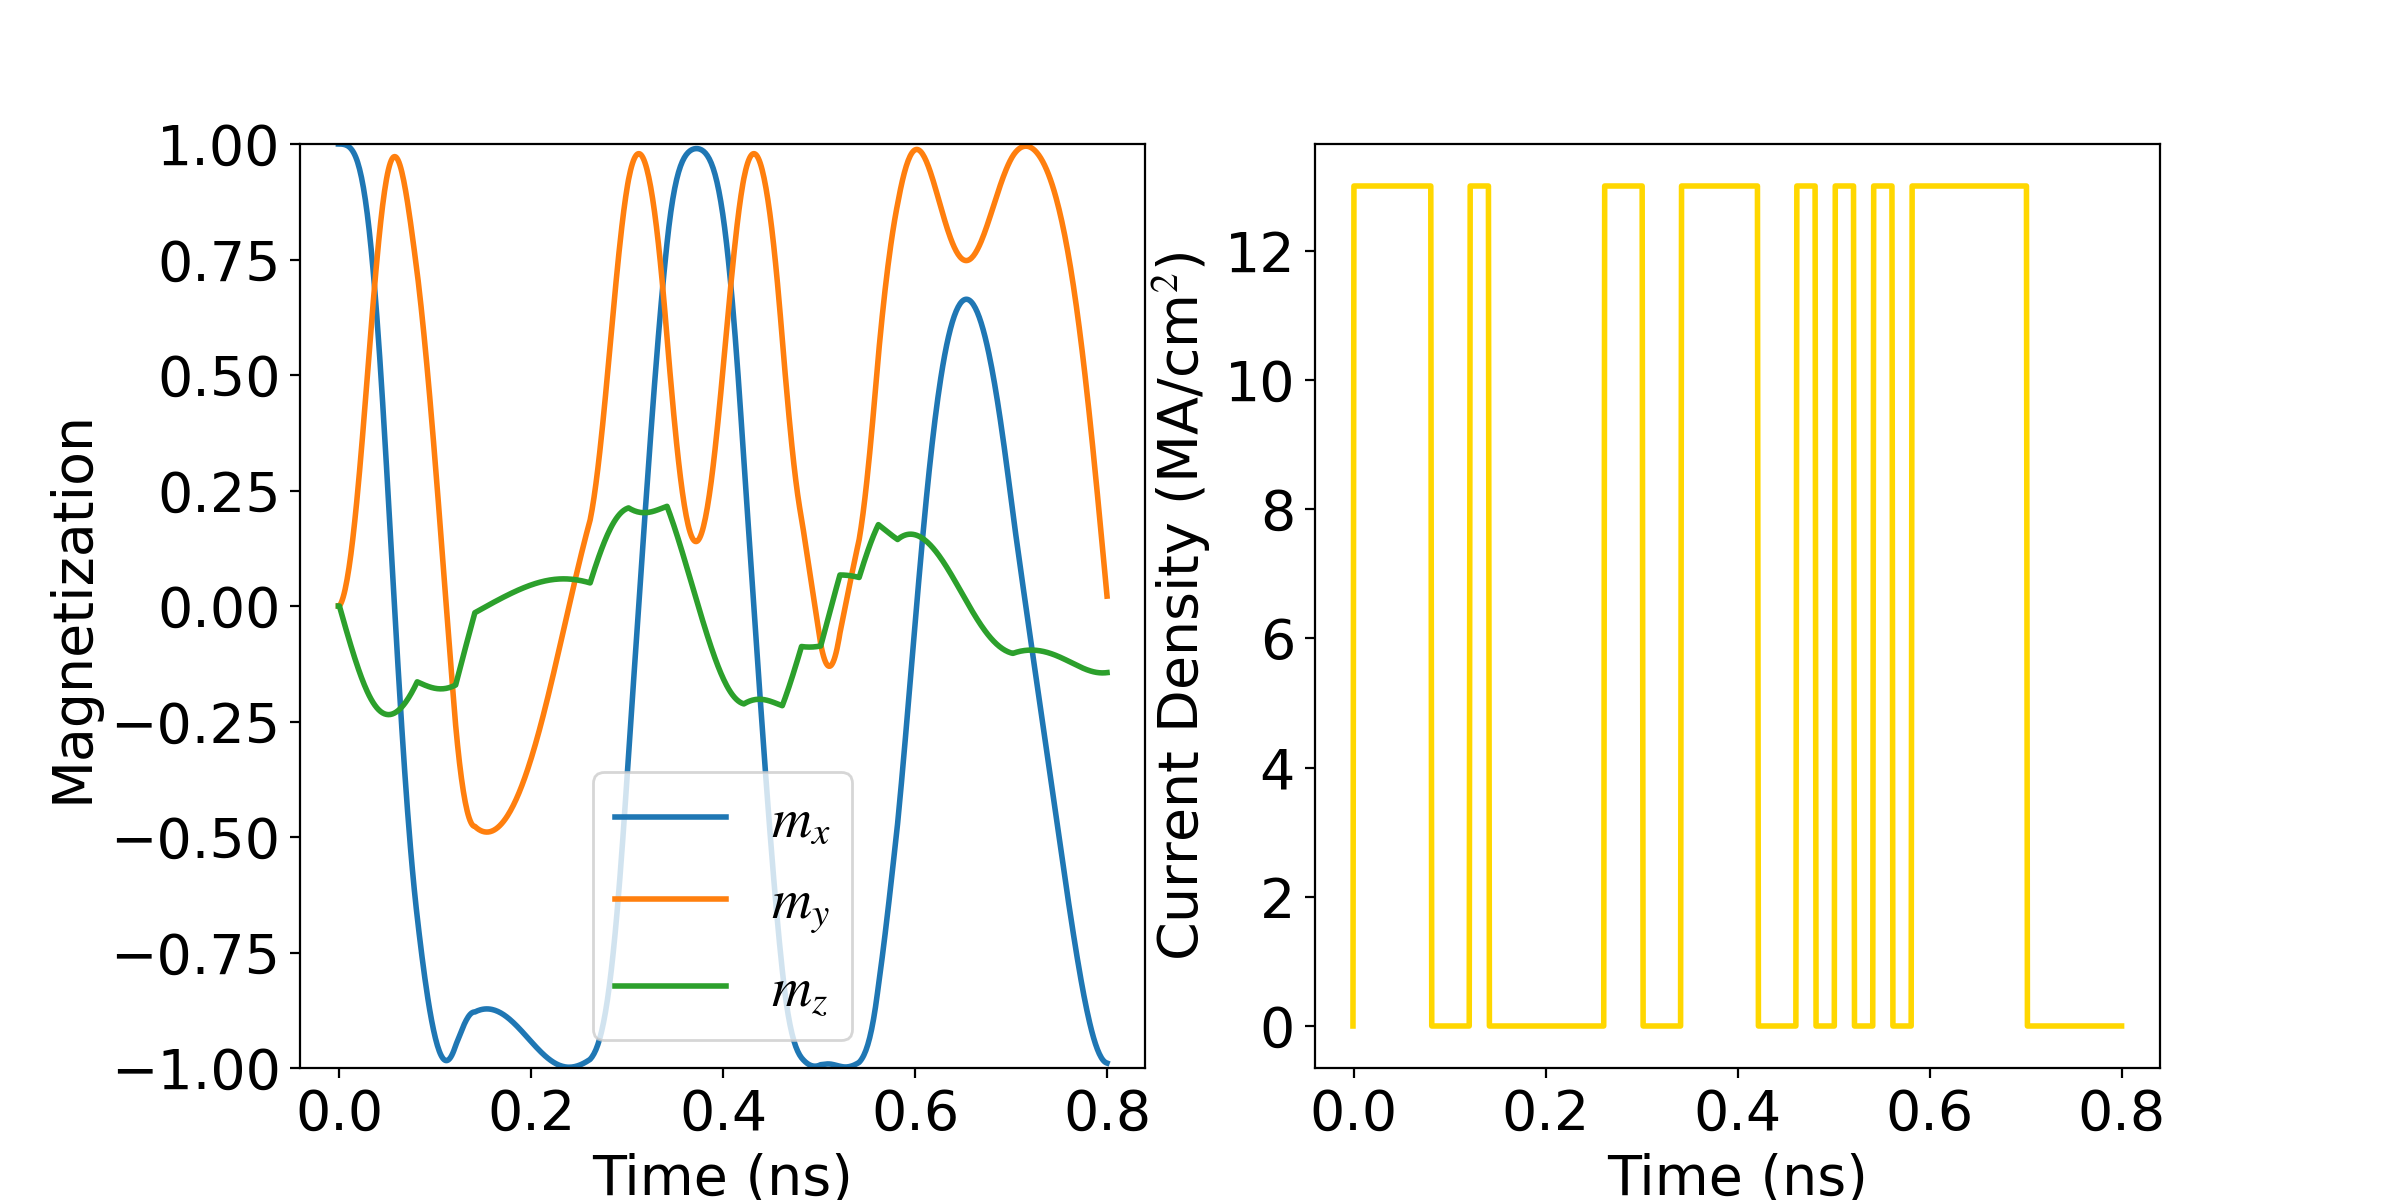 Magnetization
1.00
0.75
0.50
0.25
0.00
−0.25
−0.50
−0.75
−1.00
m_x
m_y
m_z
0.0 0.2 0.4 0.6 0.8
Time (ns)
Current Density (MA/cm²)
12
10
8
6
4
2
0
0.0 0.2 0.4 0.6 0.8
Time (ns)